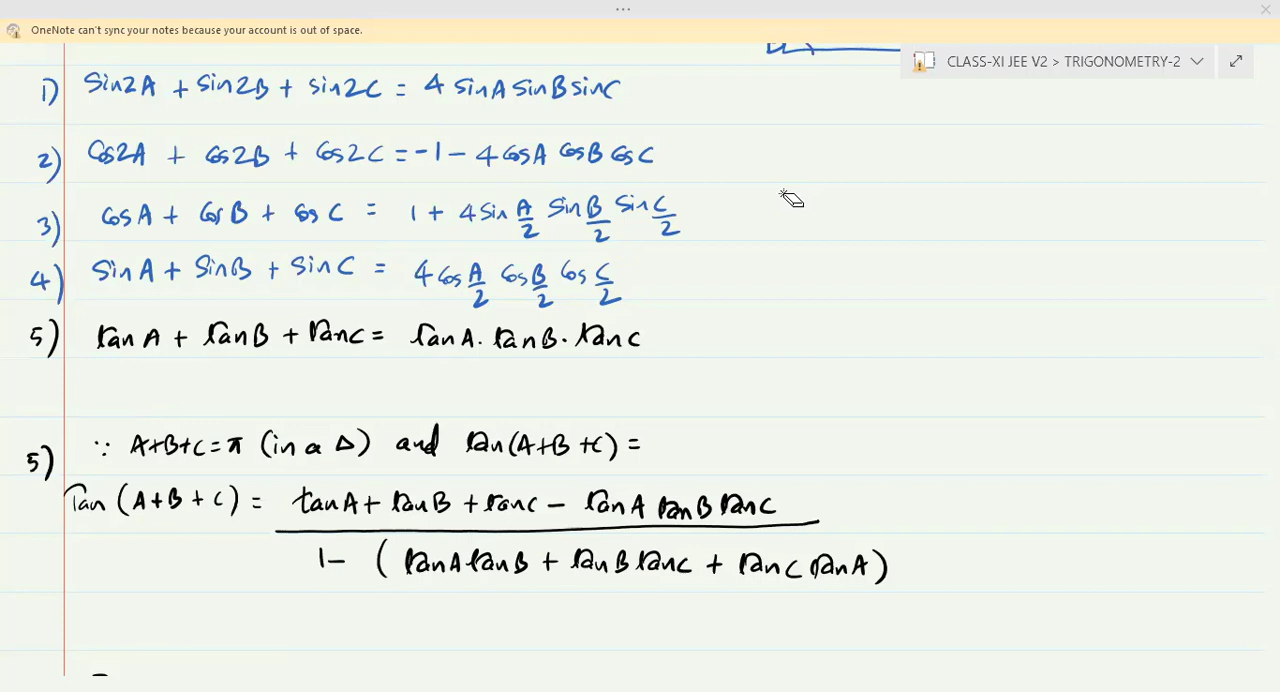 OneNote can't sync your notes because your account is out of space.
CLASS-XI JEE V2 > TRIGONOMETRY-2
1) Sin2A + Sin2B + sin2C = 4 sinA sinB sinC
2) Cos2A + Cos2B + Cos2C = -1 - 4 CosA CosB CosC
3) CosA + CosB + Cos C = 1 + 4 sin A/2 Sin B/2 Sin C/2
4) SinA + SinB + SinC = 4 Cos A/2 Cos B/2 Cos C/2
5) tanA + tanB + tanC = tanA. tanB. tanC
5) ∵ A+B+C = π (in a Δ) and tan(A+B+C) =
Tan (A+B+C) = tanA + tanB + tanC - tanA tanB tanC
1 - ( tanA tanB + tanB tanC + tanC tanA )